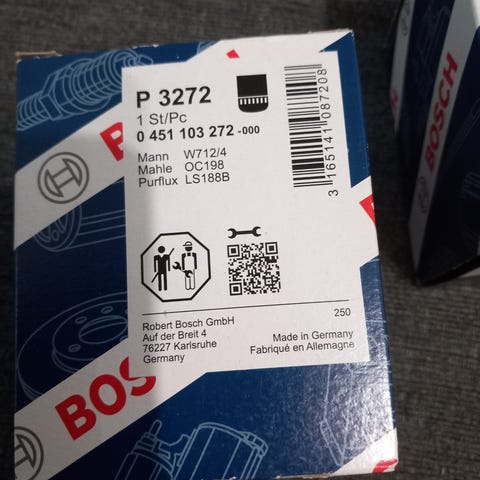 P 3272
1 St/Pc
0 451 103 272-000
Mann W712/4
Mahle OC198
Purflux LS188B
3 165141 087208
250
Robert Bosch GmbH
Auf der Breit 4
76227 Karlsruhe
Germany
Made in Germany
Fabriqué en Allemagne
BOS
BOSCH